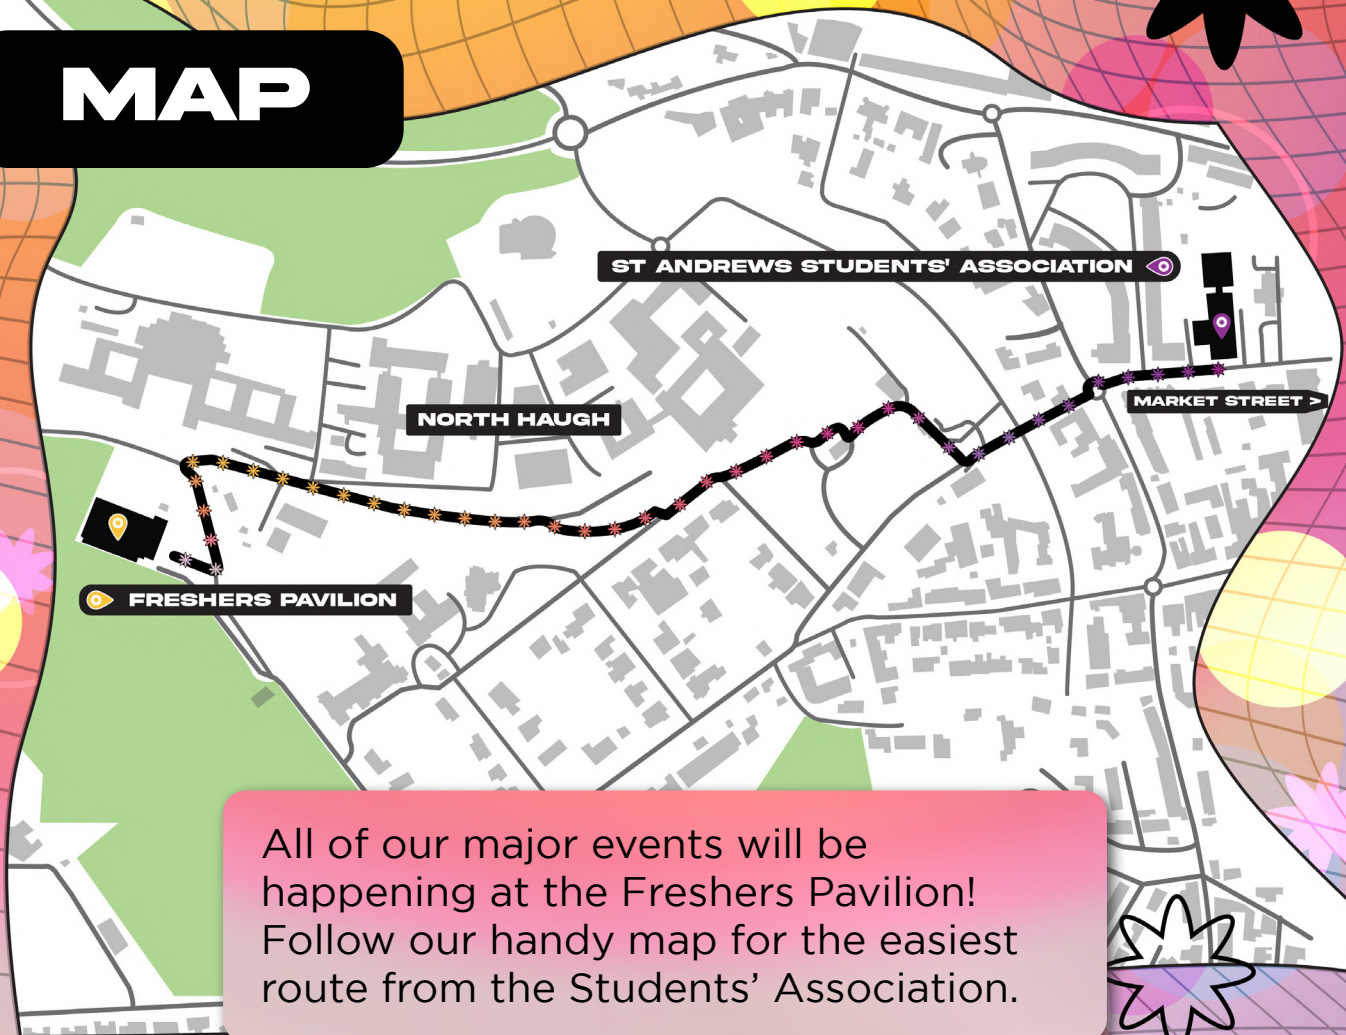 MAP
ST ANDREWS STUDENTS' ASSOCIATION
MARKET STREET >
NORTH HAUGH
FRESHERS PAVILION
All of our major events will be
happening at the Freshers Pavilion!
Follow our handy map for the easiest
route from the Students’ Association.